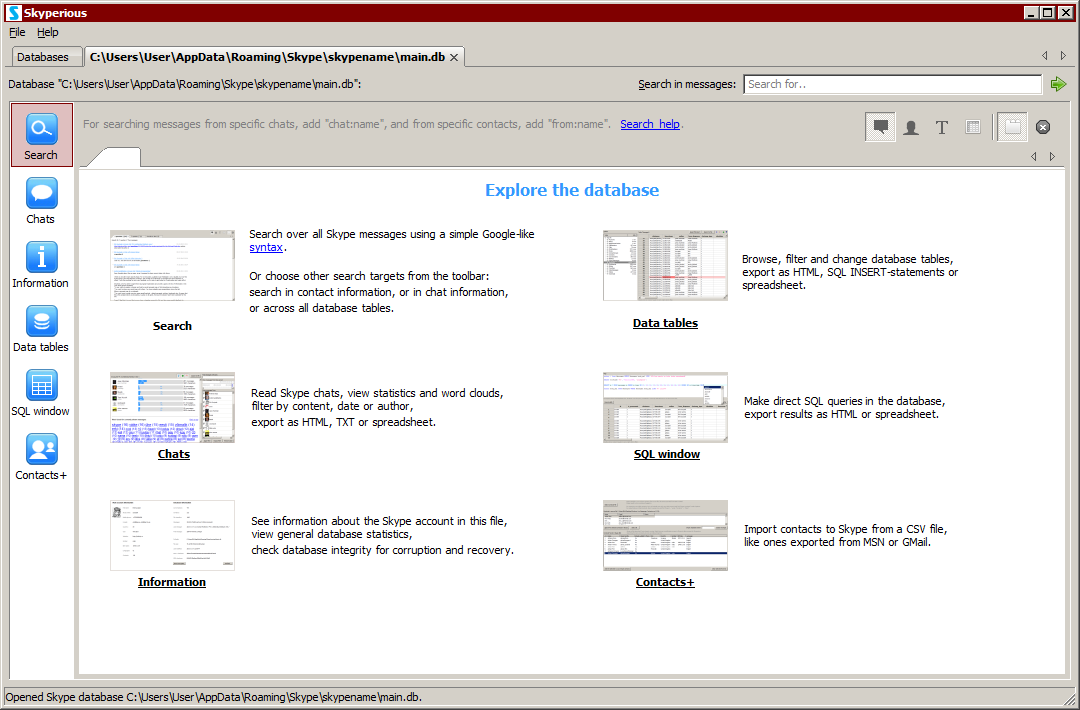 Skyperious
File Help
Databases
C:\Users\User\AppData\Roaming\Skype\skypename\main.db
Database "C:\Users\User\AppData\Roaming\Skype\skypename\main.db":
Search in messages:
Search for..
For searching messages from specific chats, add "chat:name", and from specific contacts, add "from:name". Search help.
T
Search
Chats
Information
Data tables
SQL window
Contacts+
Explore the database
Search over all Skype messages using a simple Google-like
syntax.
Or choose other search targets from the toolbar:
search in contact information, or in chat information,
or across all database tables.
Search
Browse, filter and change database tables,
export as HTML, SQL INSERT-statements or
spreadsheet.
Data tables
Read Skype chats, view statistics and word clouds,
filter by content, date or author,
export as HTML, TXT or spreadsheet.
Chats
Make direct SQL queries in the database,
export results as HTML or spreadsheet.
SQL window
See information about the Skype account in this file,
view general database statistics,
check database integrity for corruption and recovery.
Information
Import contacts to Skype from a CSV file,
like ones exported from MSN or GMail.
Contacts+
Opened Skype database C:\Users\User\AppData\Roaming\Skype\skypename\main.db.